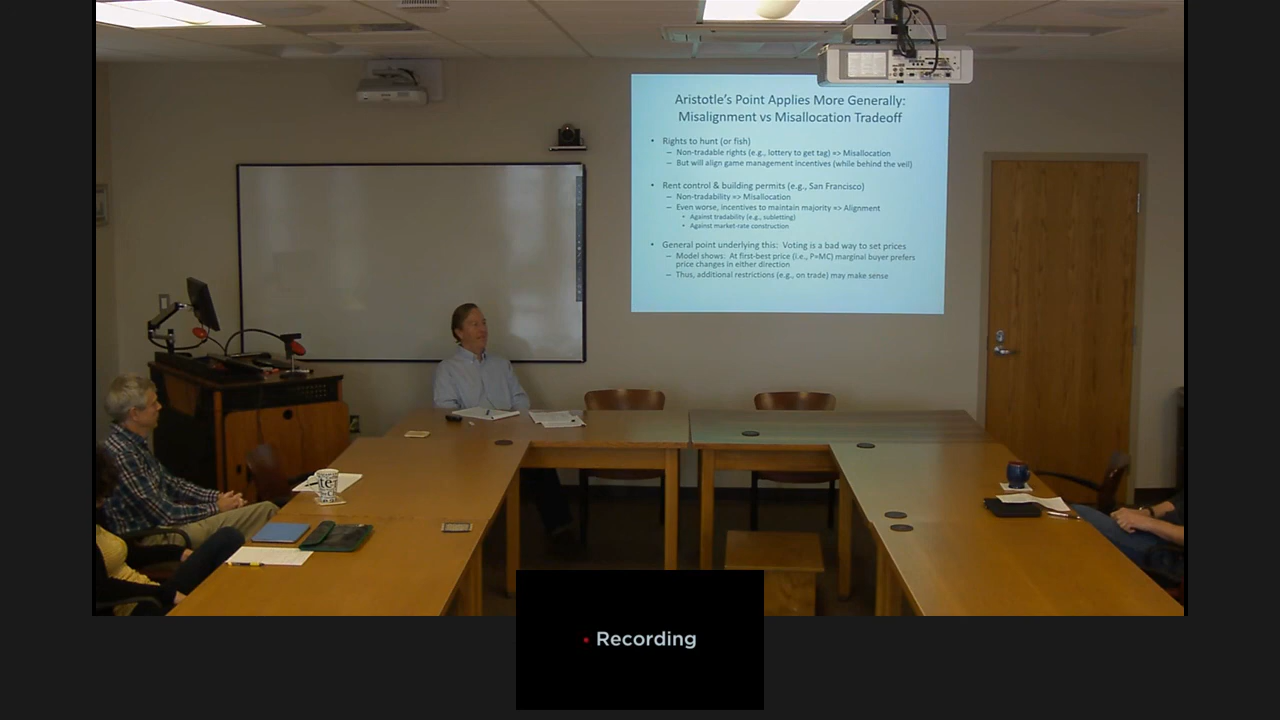 Aristotle's Point Applies More Generally:
Misalignment vs Misallocation Tradeoff
• Rights to hunt (or fish)
– Non-tradable rights (e.g., lottery to get tag) => Misallocation
– But will align game management incentives (while behind the veil)
• Rent control & building permits (e.g., San Francisco)
– Non-tradability => Misallocation
– Even worse, incentives to maintain majority => Alignment
• Against tradability (e.g., subletting)
• Against market-rate construction
• General point underlying this: Voting is a bad way to set prices
– Model shows: At first-best price (i.e., P=MC) marginal buyer prefers
price changes in either direction
– Thus, additional restrictions (e.g., on trade) may make sense
te
Recording